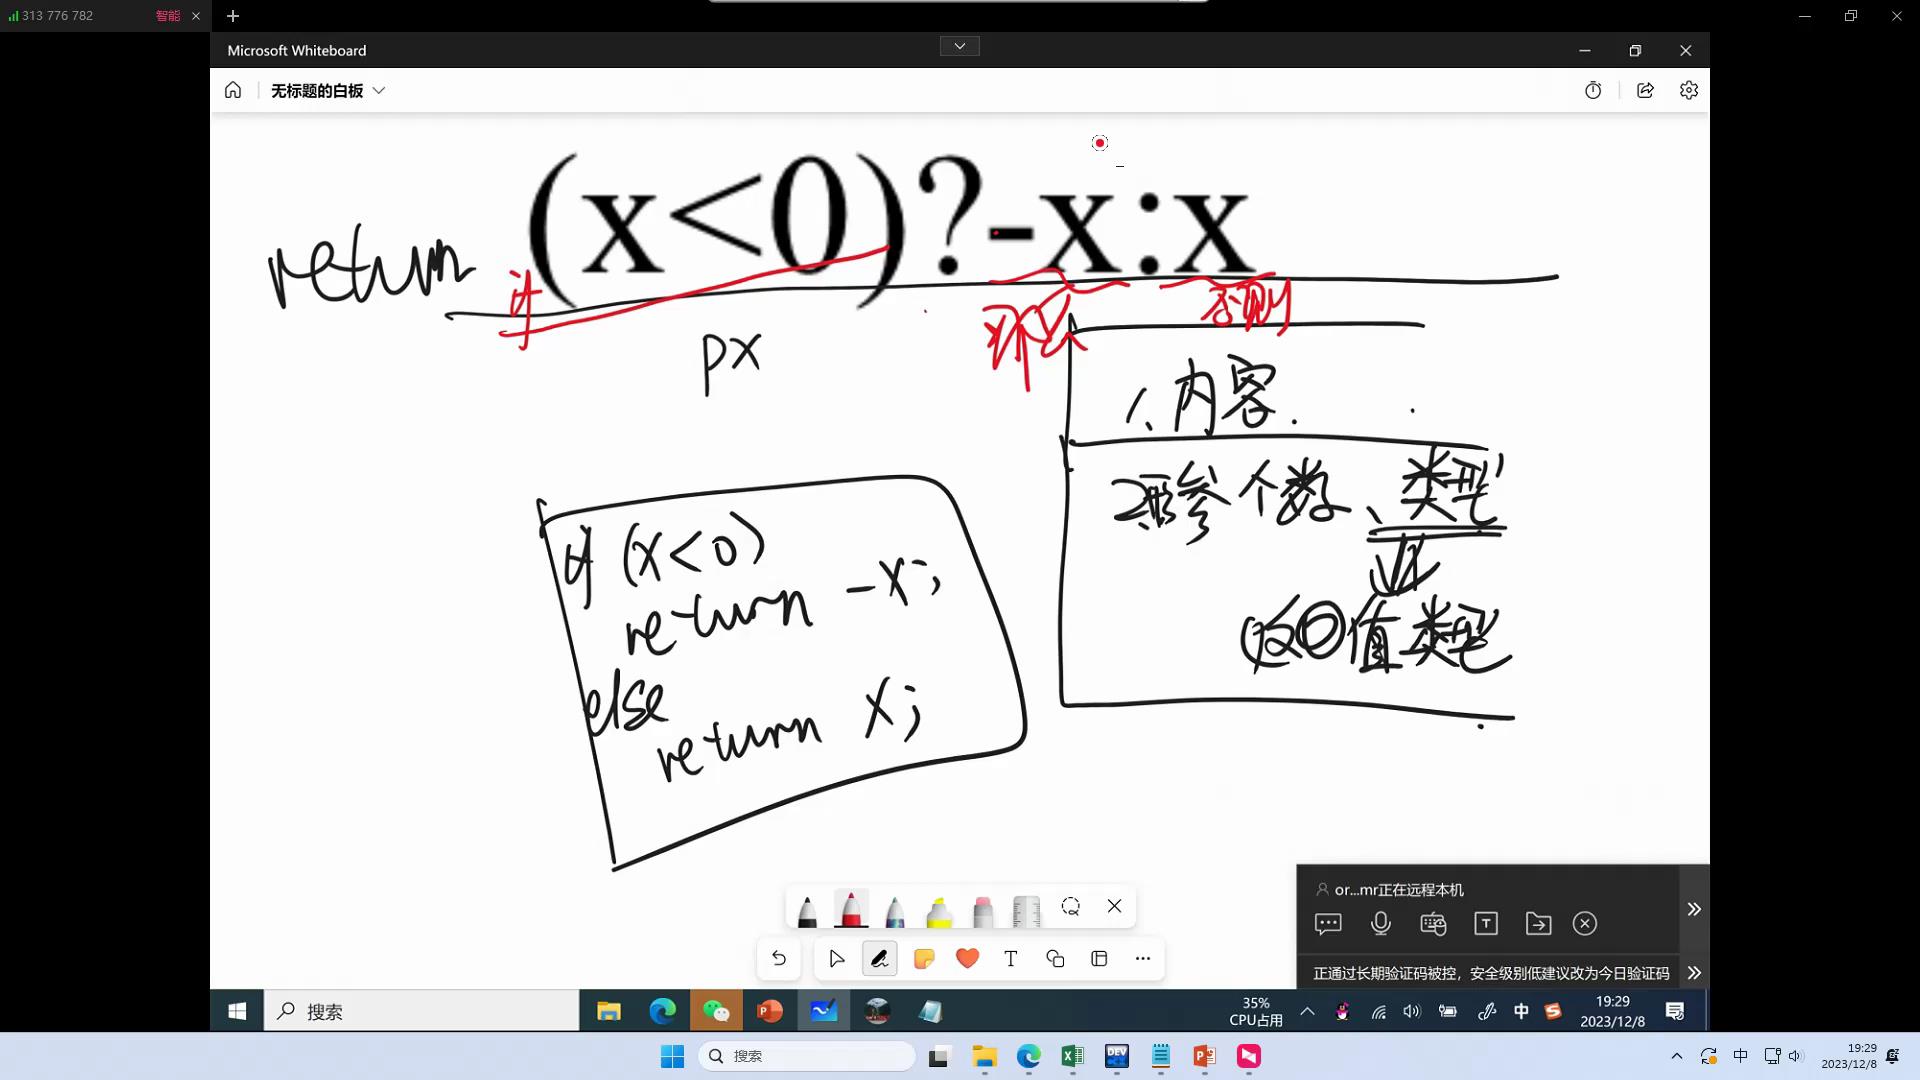 313 776 782 智能
Microsoft Whiteboard
无标题的白板
return (x<0)?-x:x
if 否则
px
1、内容.
2.形参个数、类型
返回值类型
if (x<0)
return -x;
else
return x;
or...mr正在远程本机
正通过长期验证码被控，安全级别低建议改为今日验证码
搜索
35%
CPU占用
中
19:29
2023/12/8
搜索
DEV
中
19:29
2023/12/8